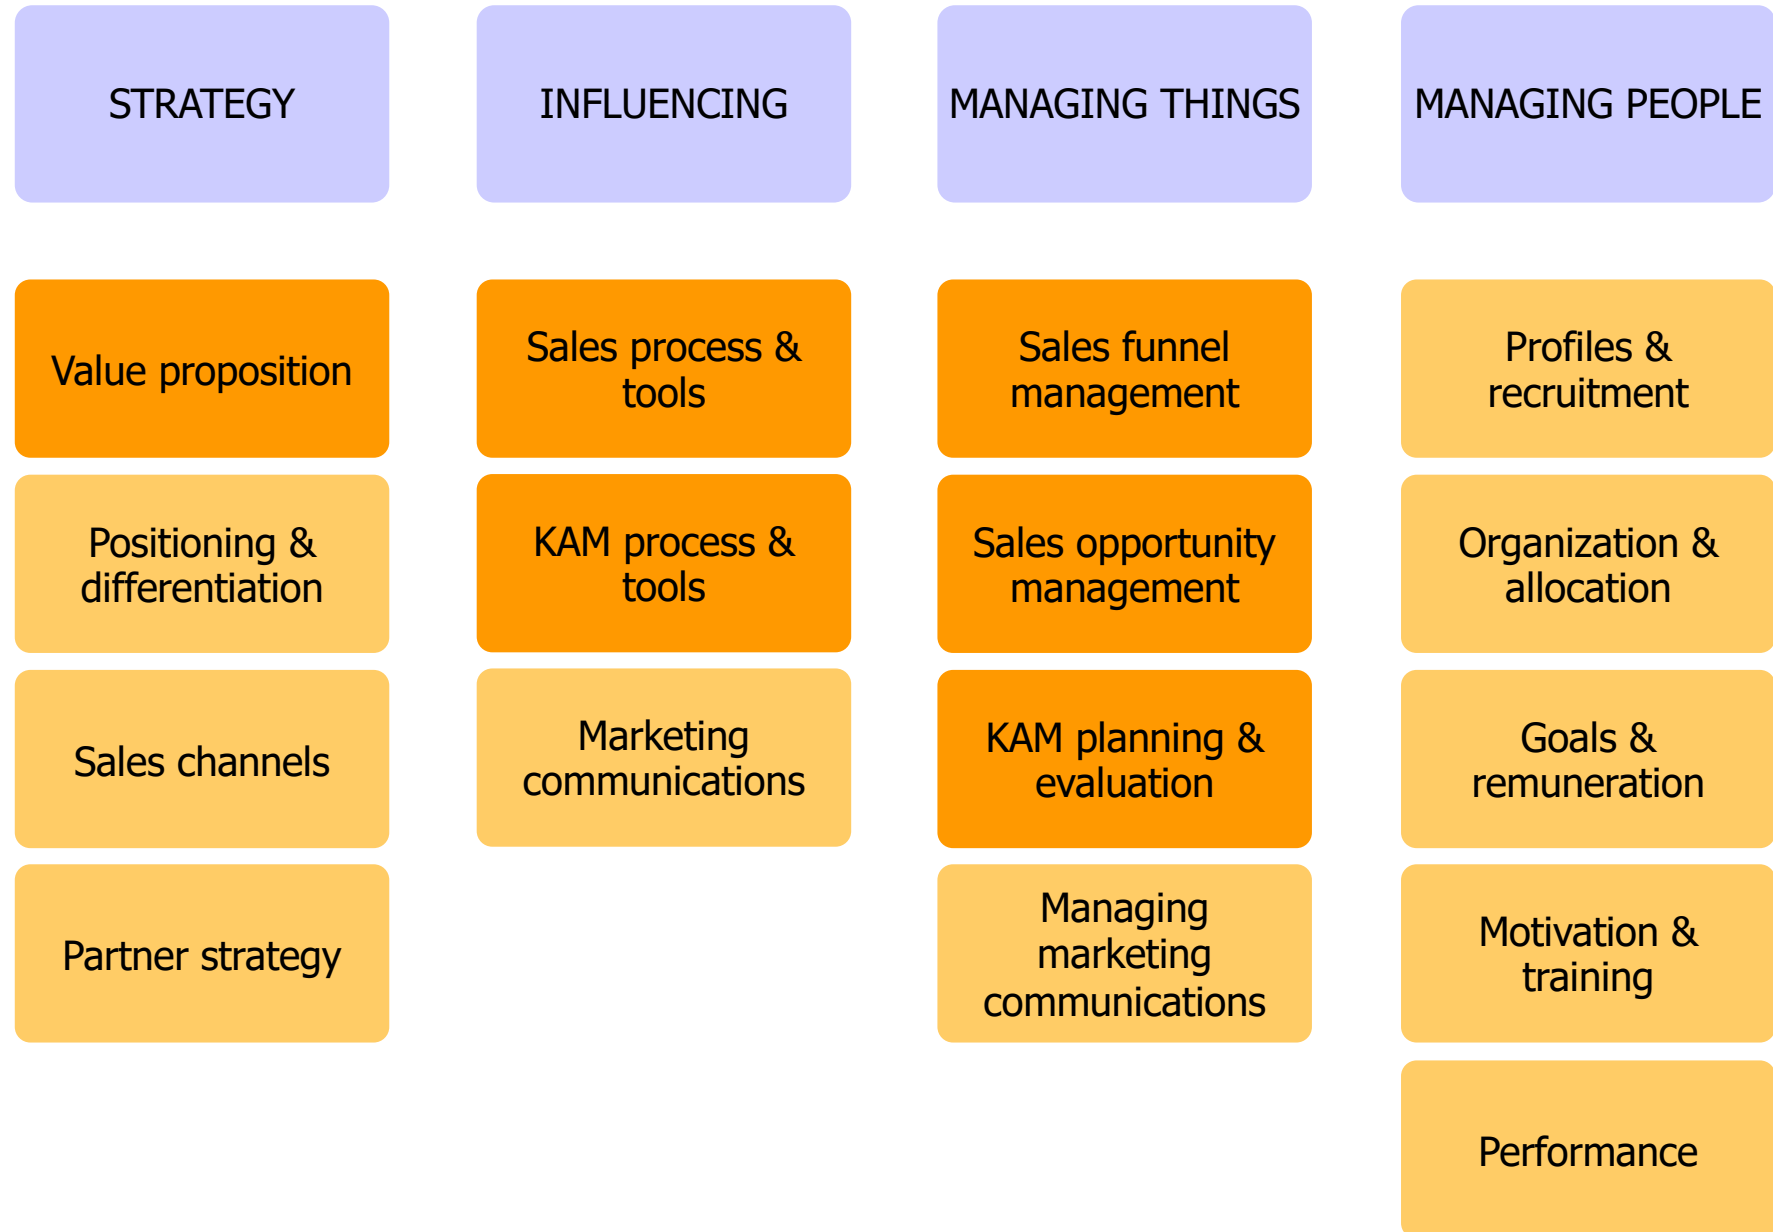 STRATEGY
INFLUENCING
MANAGING THINGS
MANAGING PEOPLE
Value proposition
Sales process &
tools
Sales funnel
management
Profiles &
recruitment
Positioning &
differentiation
KAM process &
tools
Sales opportunity
management
Organization &
allocation
Sales channels
Marketing
communications
KAM planning &
evaluation
Goals &
remuneration
Partner strategy
Managing
marketing
communications
Motivation &
training
Performance